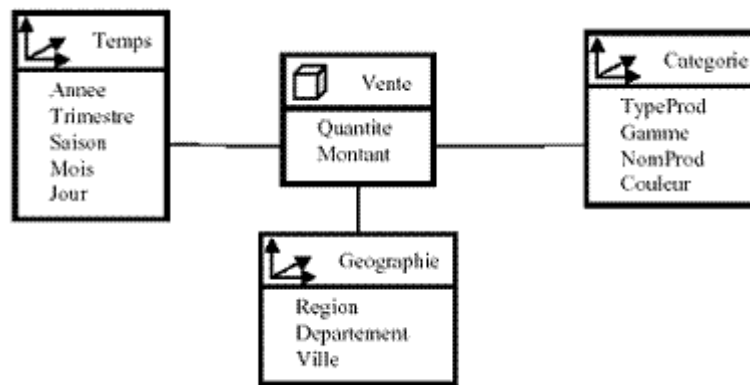 Temps
Annee
Trimestre
Saison
Mois
Jour
Vente
Quantite
Montant
Categorie
TypeProd
Gamme
NomProd
Couleur
Geographie
Region
Departement
Ville